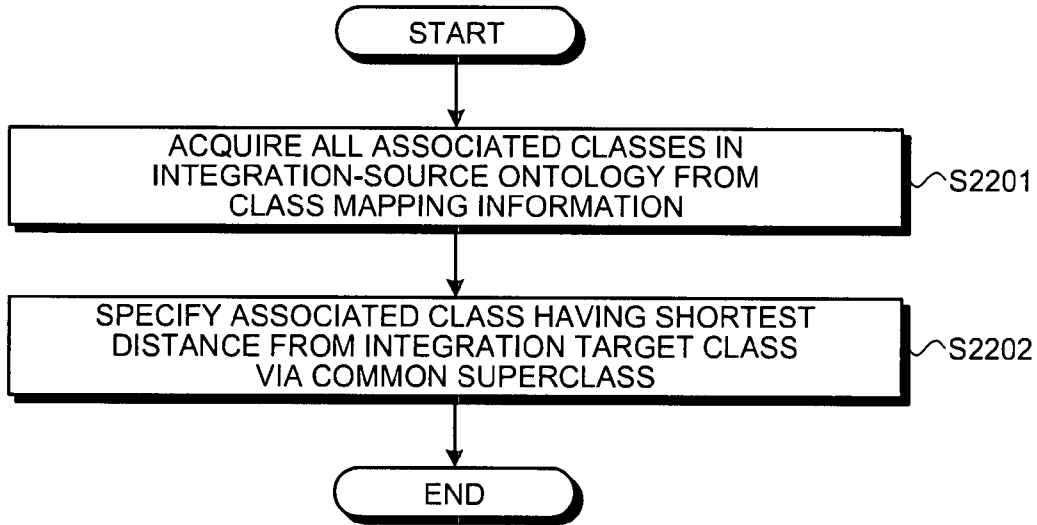 START
ACQUIRE ALL ASSOCIATED CLASSES IN
INTEGRATION-SOURCE ONTOLOGY FROM
CLASS MAPPING INFORMATION
S2201
SPECIFY ASSOCIATED CLASS HAVING SHORTEST
DISTANCE FROM INTEGRATION TARGET CLASS
VIA COMMON SUPERCLASS
S2202
END